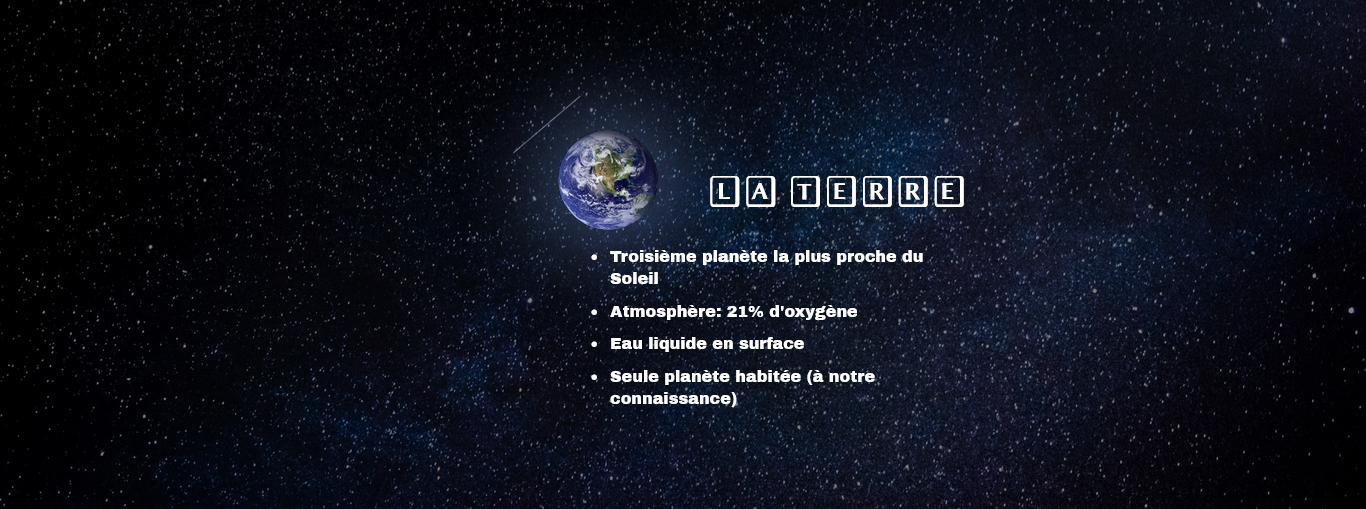 LA TERRE
• Troisième planète la plus proche du
Soleil
• Atmosphère: 21% d'oxygène
• Eau liquide en surface
• Seule planète habitée (à notre
connaissance)